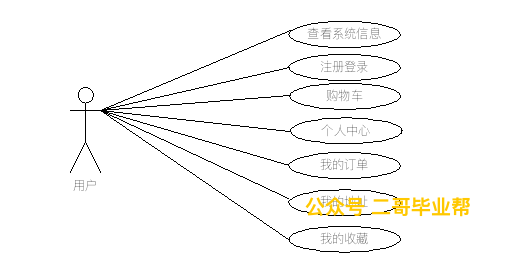 查看系统信息
注册登录
购物车
个人中心
我的订单
我的地址
公众号 二哥毕业帮
我的收藏
用户